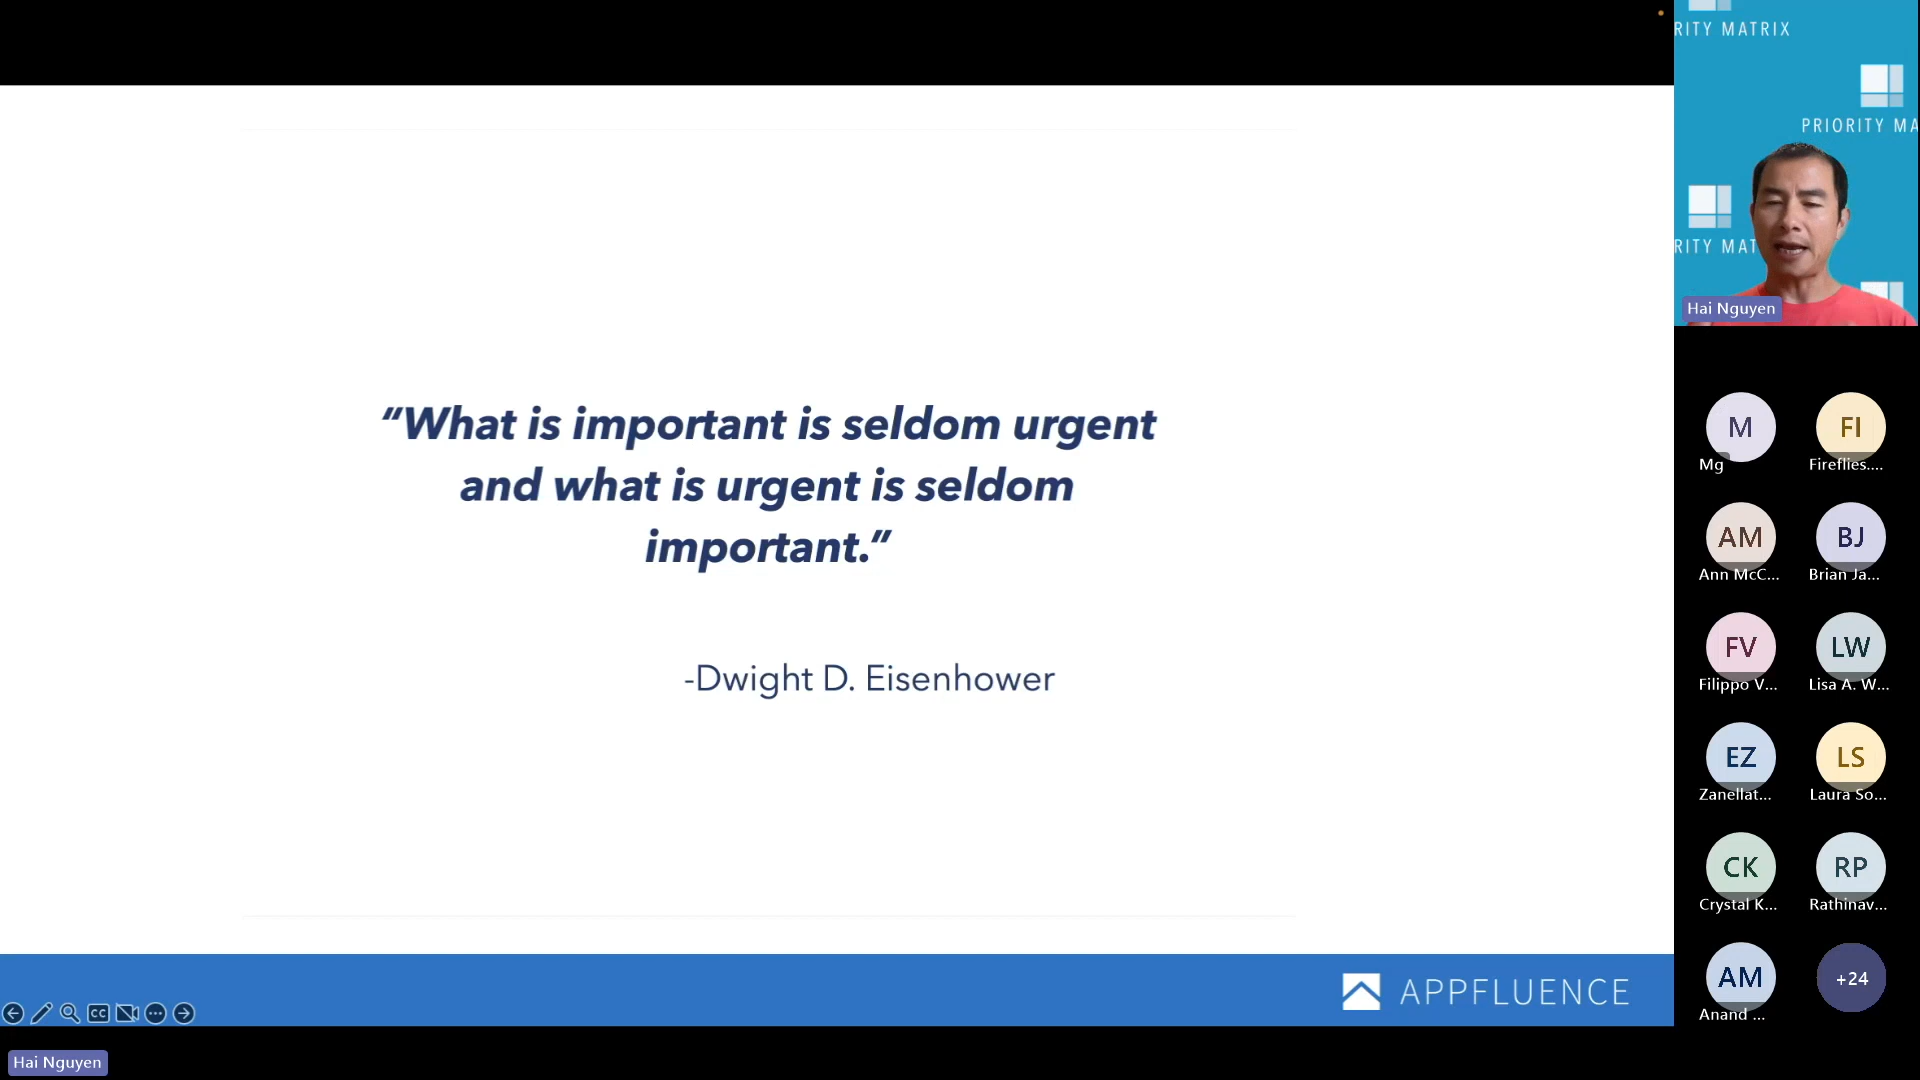 RITY MATRIX
PRIORITY MA
RITY MAT
Hai Nguyen
“What is important is seldom urgent
and what is urgent is seldom
important.”
-Dwight D. Eisenhower
M
Mg
FI
Fireflies....
AM
Ann McC...
BJ
Brian Ja...
FV
Filippo V...
LW
Lisa A. W...
EZ
Zanellat...
LS
Laura So...
CK
Crystal K...
RP
Rathinav...
AM
Anand ...
+24
APPFLUENCE
CC
Hai Nguyen